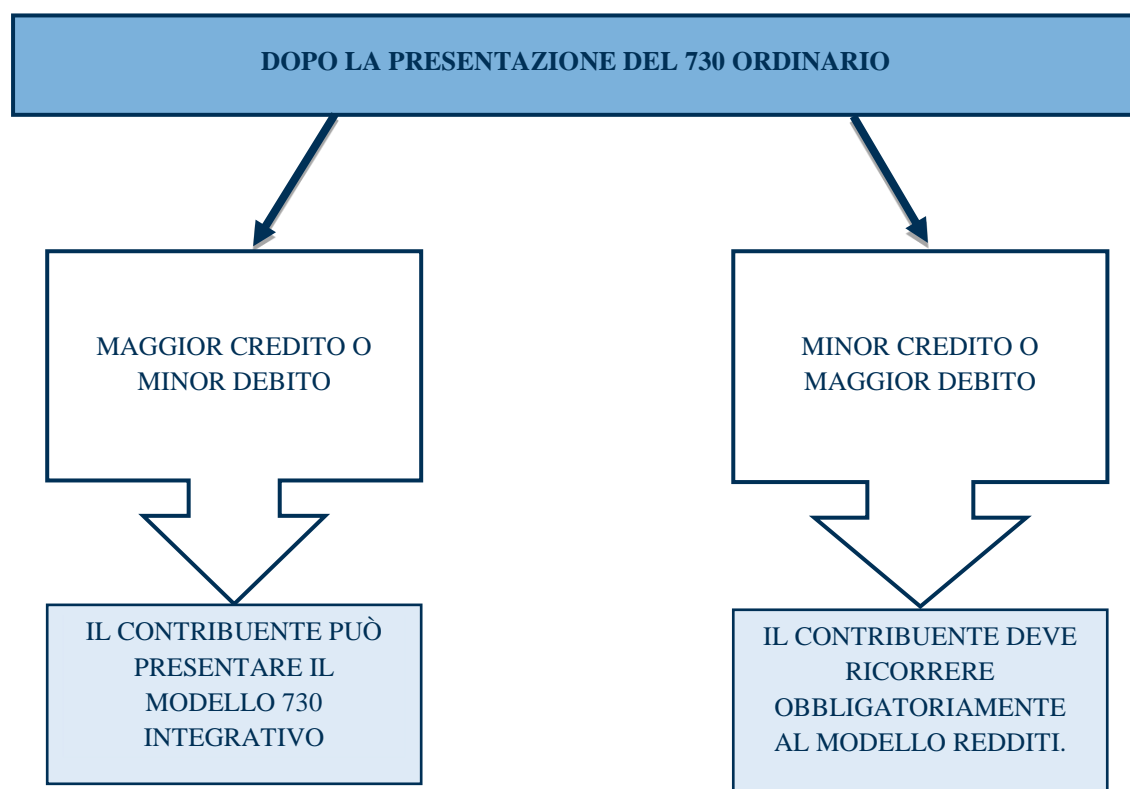 DOPO LA PRESENTAZIONE DEL 730 ORDINARIO
MAGGIOR CREDITO O
MINOR DEBITO
MINOR CREDITO O
MAGGIOR DEBITO
IL CONTRIBUENTE PUÒ
PRESENTARE IL
MODELLO 730
INTEGRATIVO
IL CONTRIBUENTE DEVE
RICORRERE
OBBLIGATORIAMENTE
AL MODELLO REDDITI.